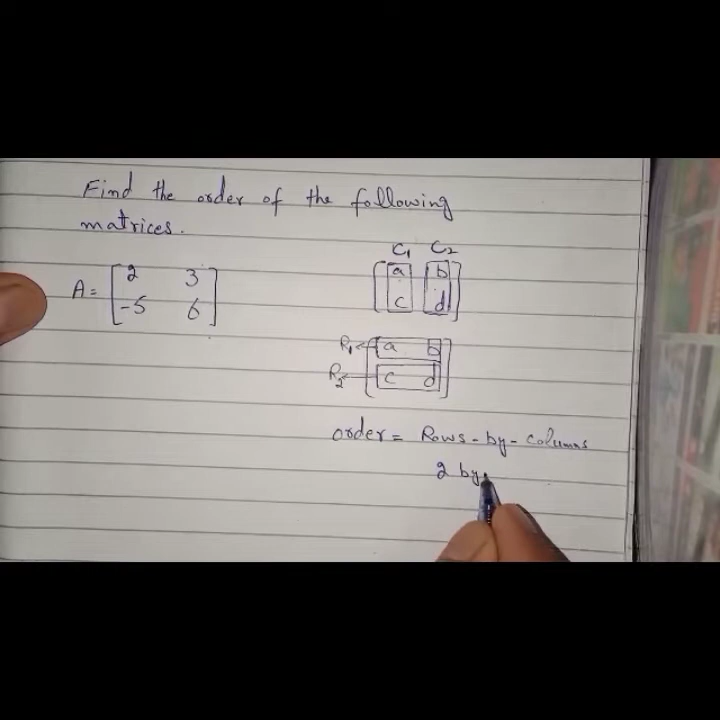 Find the order of the following
matrices.
A = [ 2 3
-5 6 ]
C1 C2
[ a b
c d ]
R1 ← [ a b
R2 ← c d ]
order = Rows-by-columns
2 by